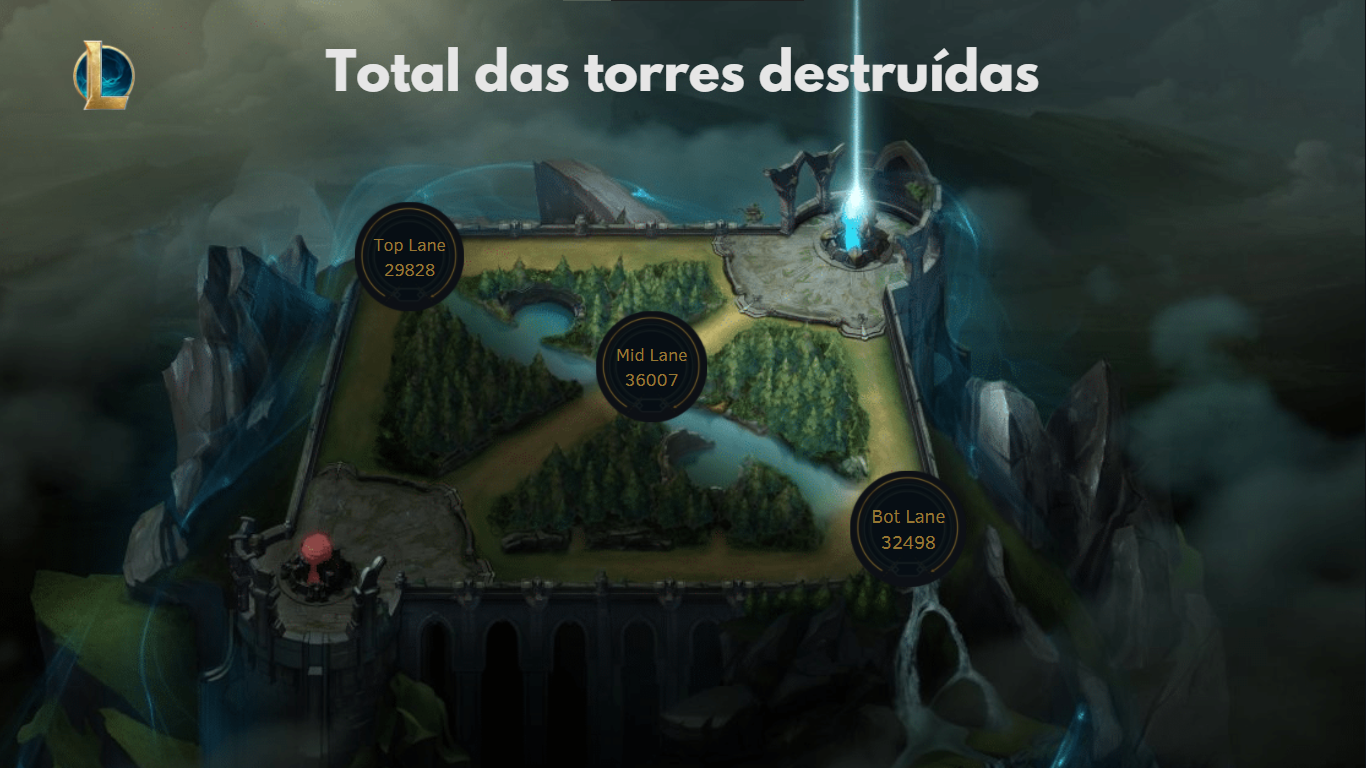 Total das torres destruídas
Top Lane
29828
Mid Lane
36007
Bot Lane
32498